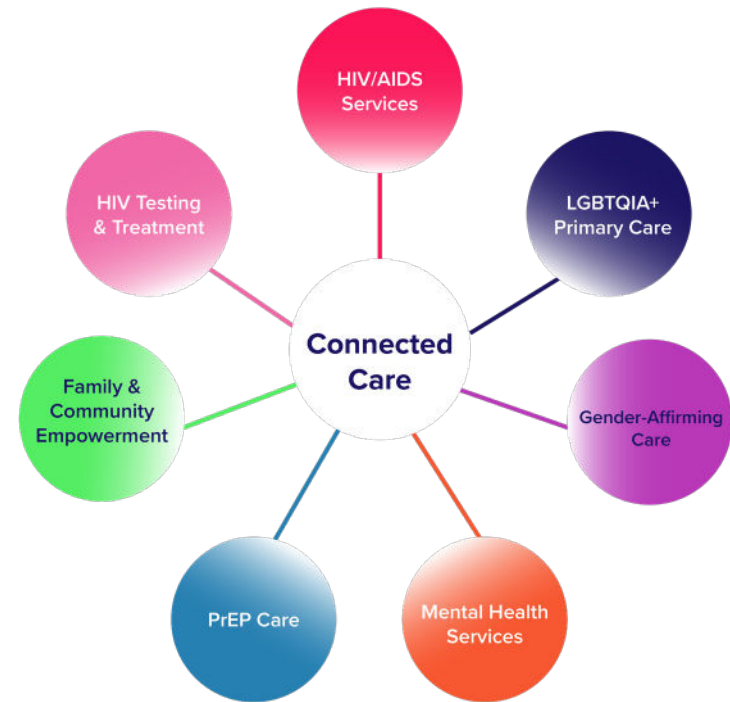 HIV/AIDS
Services
LGBTQIA+
Primary Care
Gender-Affirming
Care
Mental Health
Services
PrEP Care
Family &
Community
Empowerment
HIV Testing
& Treatment
Connected
Care